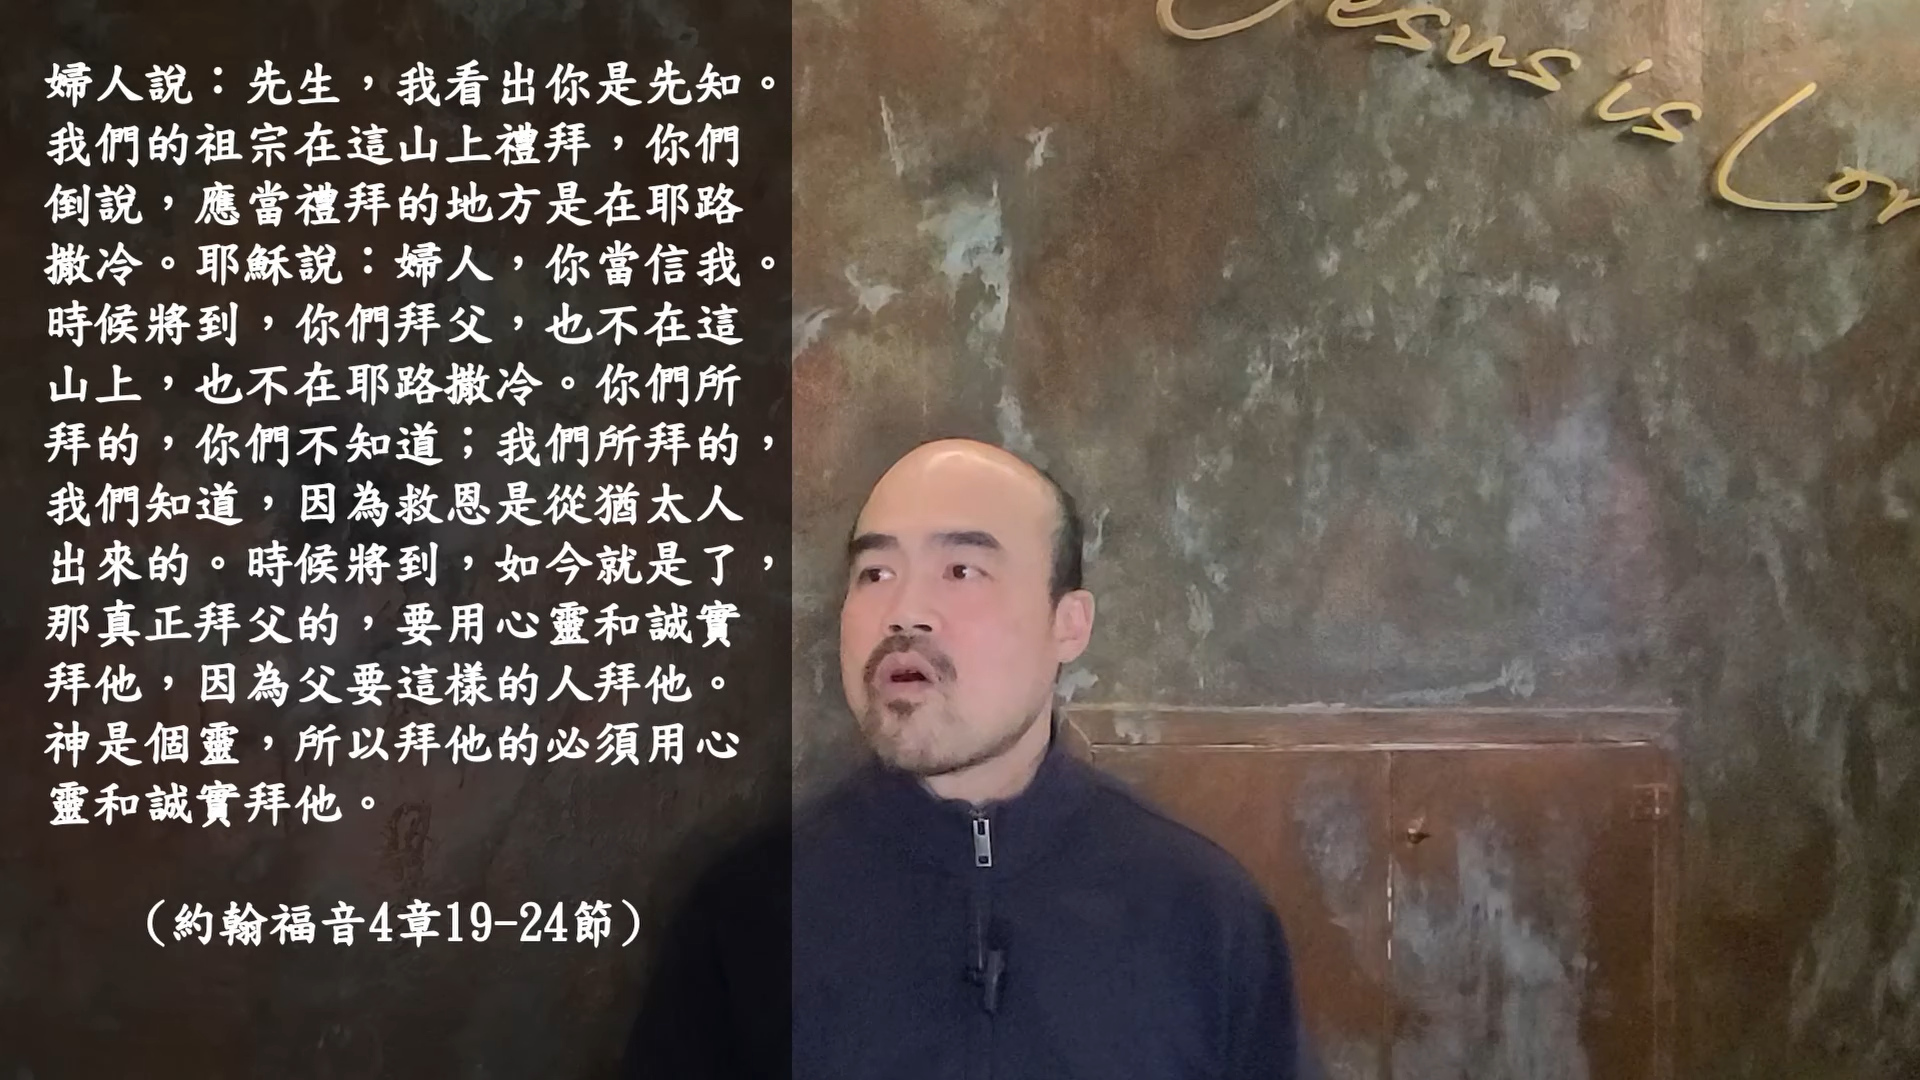 婦人說：先生，我看出你是先知。
我們的祖宗在這山上禮拜，你們
倒說，應當禮拜的地方是在耶路
撒冷。耶穌說：婦人，你當信我。
時候將到，你們拜父，也不在這
山上，也不在耶路撒冷。你們所
拜的，你們不知道；我們所拜的，
我們知道，因為救恩是從猶太人
出來的。時候將到，如今就是了，
那真正拜父的，要用心靈和誠實
拜他，因為父要這樣的人拜他。
神是個靈，所以拜他的必須用心
靈和誠實拜他。
（約翰福音4章19-24節）
Jesus is Lor